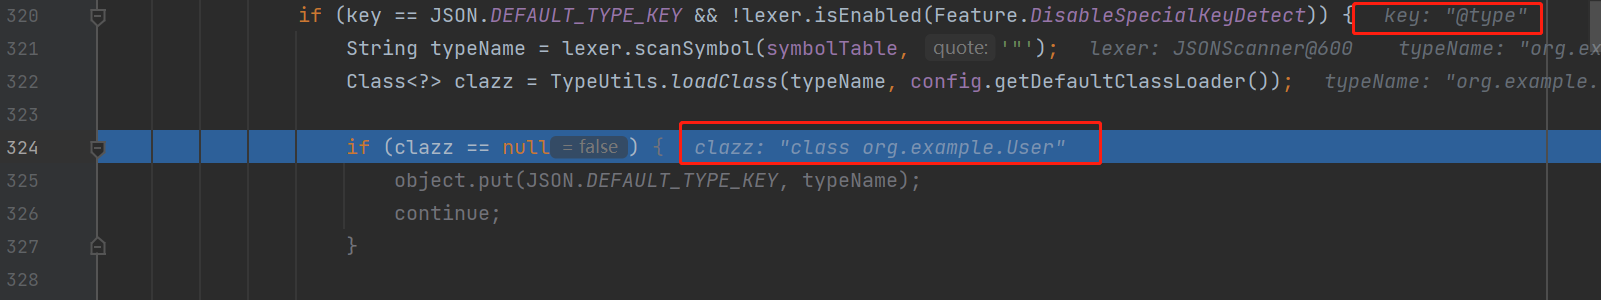 320 if (key == JSON.DEFAULT_TYPE_KEY && !lexer.isEnabled(Feature.DisableSpecialKeyDetect)) { key: "@type"
321 String typeName = lexer.scanSymbol(symbolTable, quote: '"'); lexer: JSONScanner@600 typeName: "org.ex
322 Class<?> clazz = TypeUtils.loadClass(typeName, config.getDefaultClassLoader()); typeName: "org.example.
323
324 if (clazz == null = false ) { clazz: "class org.example.User"
325 object.put(JSON.DEFAULT_TYPE_KEY, typeName);
326 continue;
327 }
328